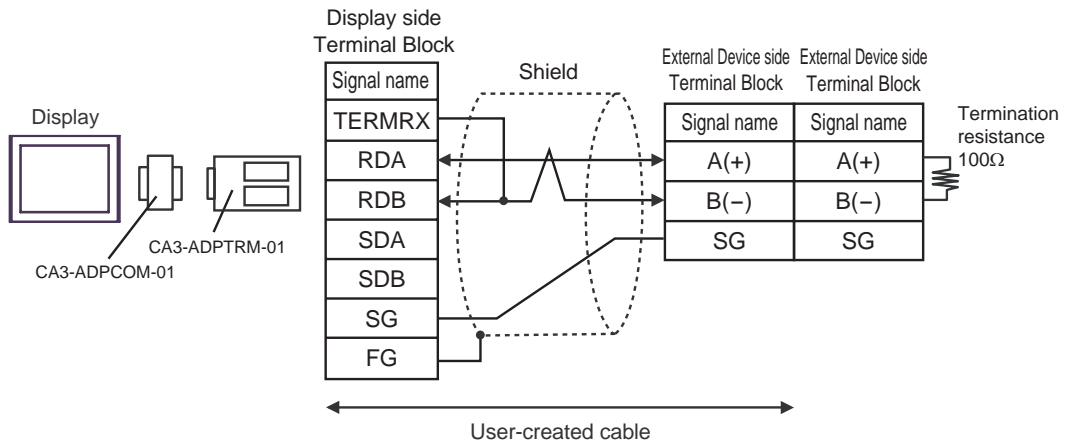 Display side
Terminal Block
Signal name
TERMRX
RDA
RDB
SDA
SDB
SG
FG
Shield
External Device side
Terminal Block
Signal name
A(+)
B(−)
SG
External Device side
Terminal Block
Signal name
A(+)
B(−)
SG
Termination
resistance
100Ω
Display
CA3-ADPTRM-01
CA3-ADPCOM-01
User-created cable